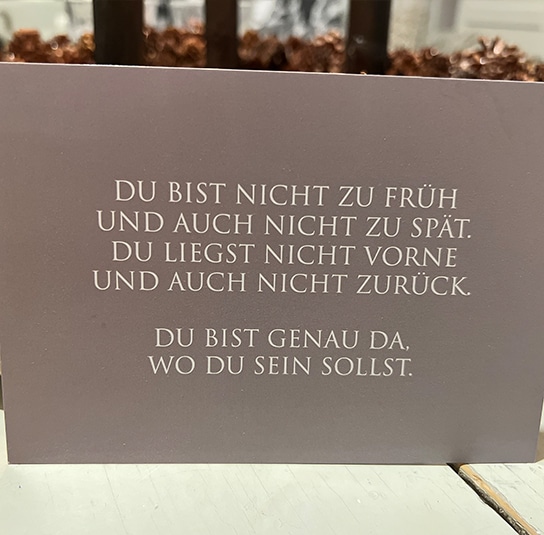 DU BIST NICHT ZU FRÜH
UND AUCH NICHT ZU SPÄT.
DU LIEGST NICHT VORNE
UND AUCH NICHT ZURÜCK.
DU BIST GENAU DA,
WO DU SEIN SOLLST.